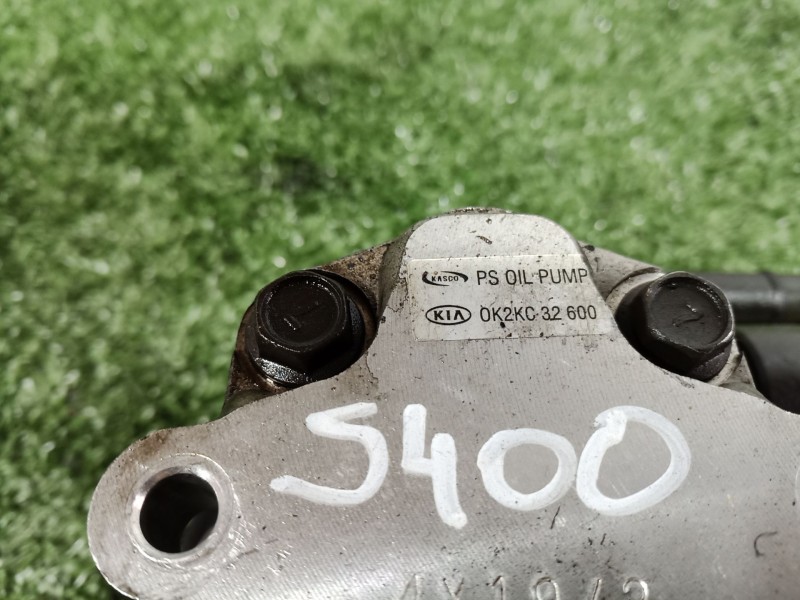 KASCO PS OIL PUMP
KIA 0K2KC 32 600
5400